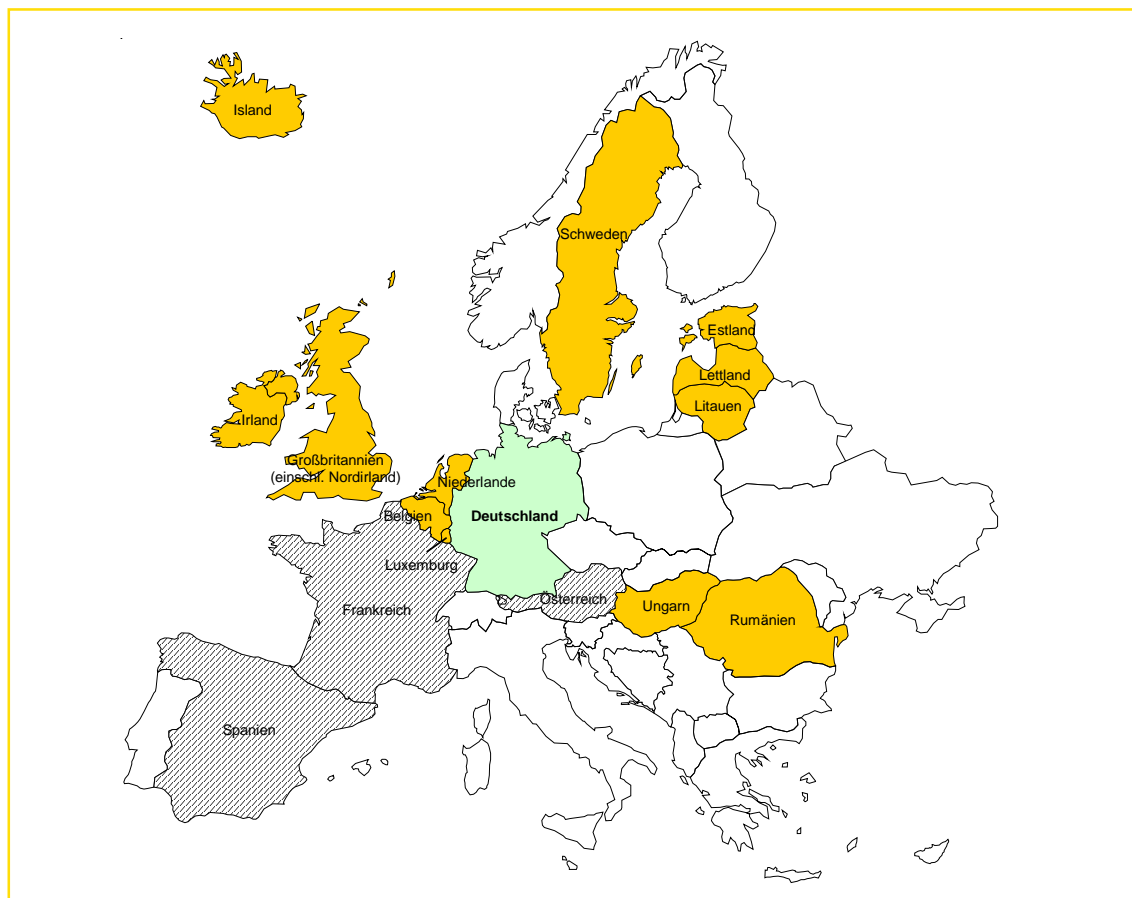 Island
Schweden
Estland
Lettland
Litauen
Irland
Großbritannien
(einschl. Nordirland)
Niederlande
Belgien
Deutschland
Luxemburg
Österreich
Frankreich
Ungarn
Rumänien
Spanien